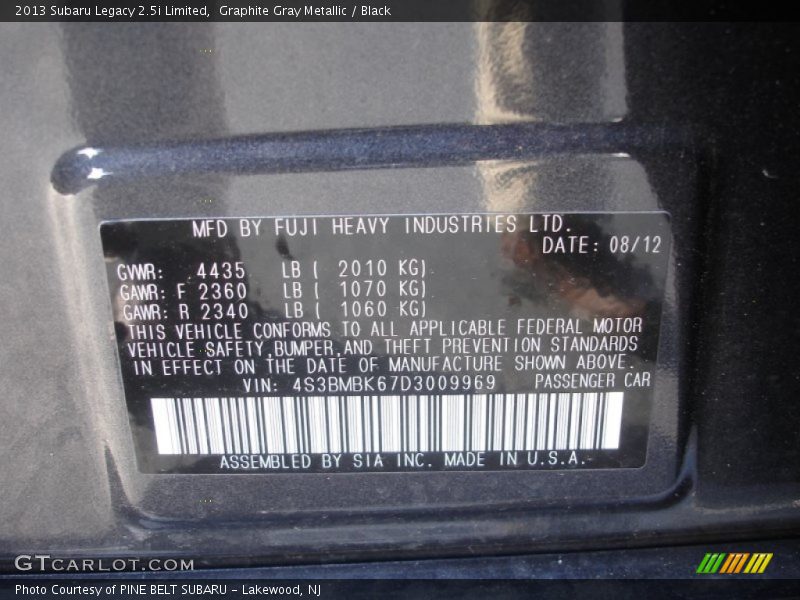 2013 Subaru Legacy 2.5i Limited,  Graphite Gray Metallic / Black
MFD BY FUJI HEAVY INDUSTRIES LTD.
DATE: 08/12
GVWR: 4435 LB ( 2010 KG)
GAWR: F 2360 LB ( 1070 KG)
GAWR: R 2340 LB ( 1060 KG)
THIS VEHICLE CONFORMS TO ALL APPLICABLE FEDERAL MOTOR
VEHICLE SAFETY,BUMPER,AND THEFT PREVENTION STANDARDS
IN EFFECT ON THE DATE OF MANUFACTURE SHOWN ABOVE.
VIN: 4S3BMBK67D3009969 PASSENGER CAR
ASSEMBLED BY SIA INC. MADE IN U.S.A.
GTCARLOT.COM
Photo Courtesy of PINE BELT SUBARU - Lakewood, NJ